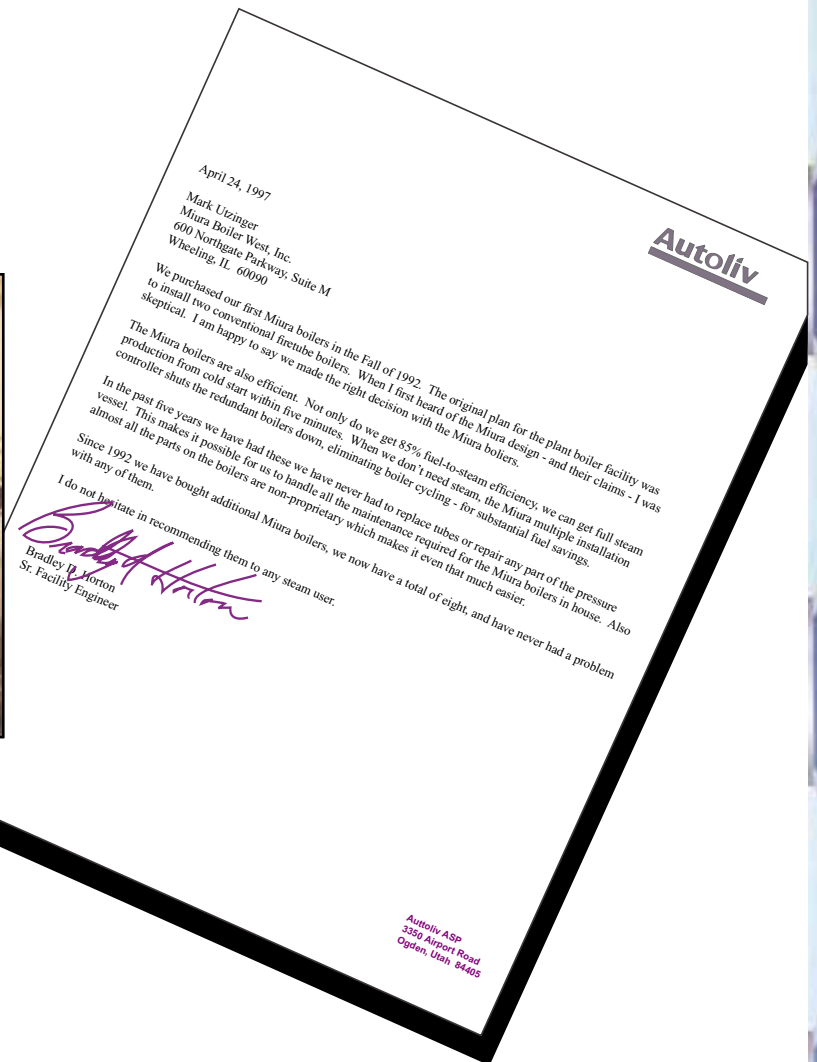 Autoliv
April 24, 1997
Mark Utzinger
Miura Boiler West, Inc.
600 Northgate Parkway, Suite M
Wheeling, IL  60090
We purchased our first Miura boilers in the Fall of 1992.  The original plan for the plant boiler facility was
to install two conventional firetube boilers.  When I first heard of the Miura design - and their claims - I was
skeptical.  I am happy to say we made the right decision with the Miura boliers.
The Miura boilers are also efficient.  Not only do we get 85% fuel-to-steam efficiency, we can get full steam
production from cold start within five minutes.  When we don't need steam, the Miura multiple installation
controller shuts the redundant boilers down, eliminating boiler cycling - for substantial fuel savings.
In the past five years we have had these we have never had to replace tubes or repair any part of the pressure
vessel.  This makes it possible for us to handle all the maintenance required for the Miura boilers in house.  Also
almost all the parts on the boilers are non-proprietary which makes it even that much easier.
Since 1992 we have bought additional Miura boilers, we now have a total of eight, and have never had a problem
with any of them.
I do not hesitate in recommending them to any steam user.
Bradley D. Horton
Bradley D. Horton
Sr. Facility Engineer
Auttoliv ASP
3350 Airport Road
Ogden, Utah  84405